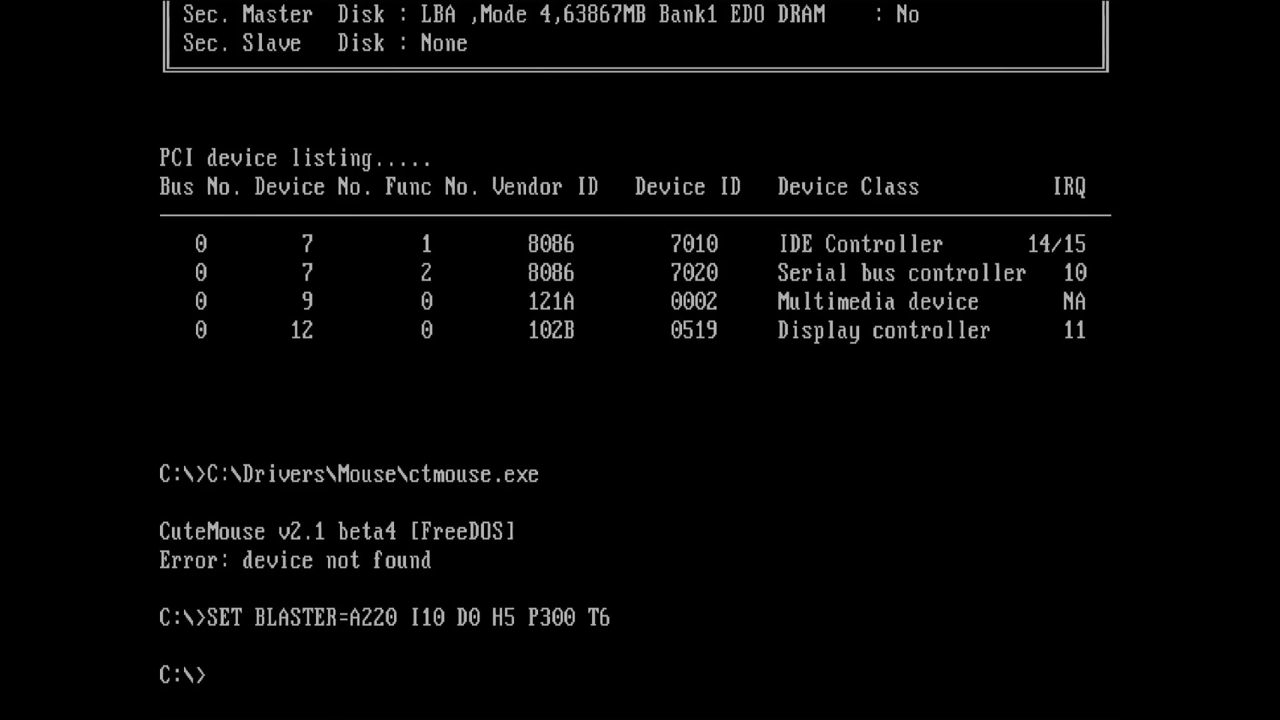 Sec. Master  Disk : LBA ,Mode 4,63867MB Bank1 EDO DRAM    : No
Sec. Slave   Disk : None
PCI device listing.....
Bus No. Device No. Func No. Vendor ID   Device ID   Device Class           IRQ
0        7         1        8086        7010     IDE Controller       14/15
0        7         2        8086        7020     Serial bus controller   10
0        9         0        121A        0002     Multimedia device       NA
0       12         0        102B        0519     Display controller      11
C:\>C:\Drivers\Mouse\ctmouse.exe
CuteMouse v2.1 beta4 [FreeDOS]
Error: device not found
C:\>SET BLASTER=A220 I10 D0 H5 P300 T6
C:\>